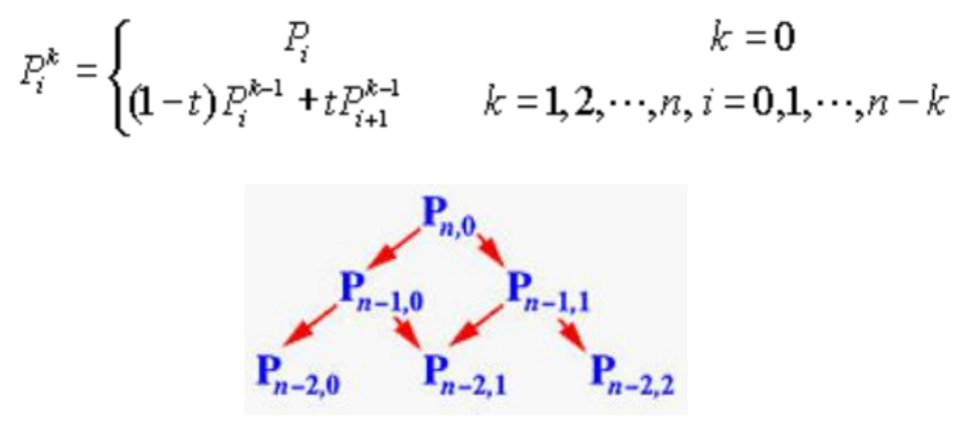 P_i^k = { P_i k = 0
(1−t)P_i^{k−1} + tP_{i+1}^{k−1} k = 1,2,⋯,n, i = 0,1,⋯,n − k
P_{n,0}
P_{n−1,0} P_{n−1,1}
P_{n−2,0} P_{n−2,1} P_{n−2,2}